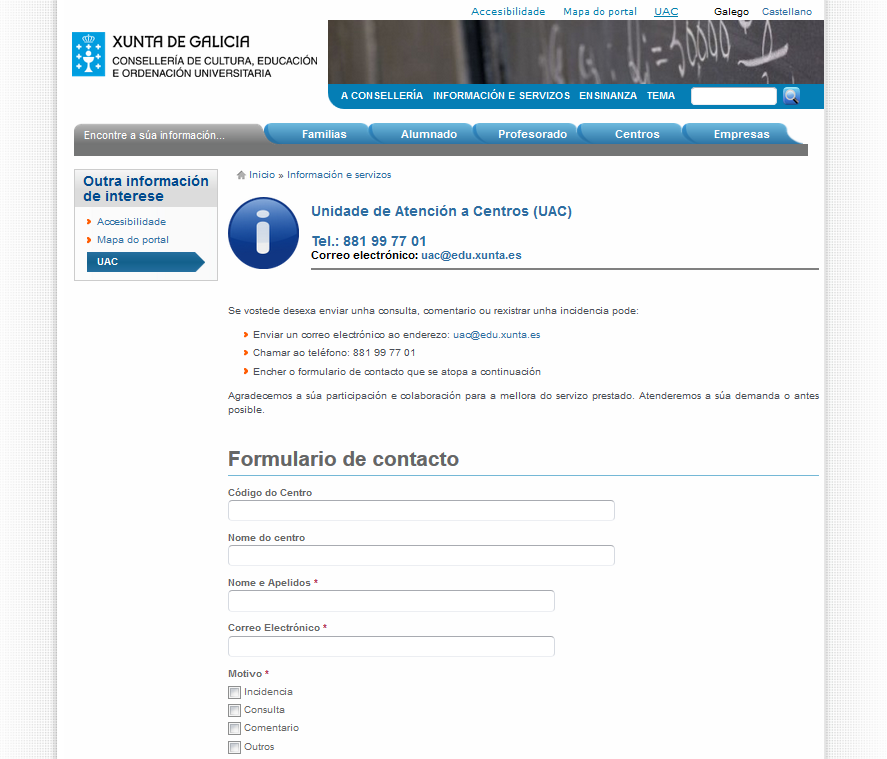 Accesibilidade Mapa do portal UAC Galego Castellano
XUNTA DE GALICIA
CONSELLERÍA DE CULTURA, EDUCACIÓN
E ORDENACIÓN UNIVERSITARIA
A CONSELLERÍA INFORMACIÓN E SERVIZOS ENSINANZA TEMA
Encontre a súa información... Familias Alumnado Profesorado Centros Empresas
Outra información
de interese
Accesibilidade
Mapa do portal
UAC
Inicio » Información e servizos
Unidade de Atención a Centros (UAC)
Tel.: 881 99 77 01
Correo electrónico: uac@edu.xunta.es
Se vostede desexa enviar unha consulta, comentario ou rexistrar unha incidencia pode:
Enviar un correo electrónico ao enderezo: uac@edu.xunta.es
Chamar ao teléfono: 881 99 77 01
Encher o formulario de contacto que se atopa a continuación
Agradecemos a súa participación e colaboración para a mellora do servizo prestado. Atenderemos a súa demanda o antes
posible.
Formulario de contacto
Código do Centro
Nome do centro
Nome e Apelidos *
Correo Electrónico *
Motivo *
Incidencia
Consulta
Comentario
Outros